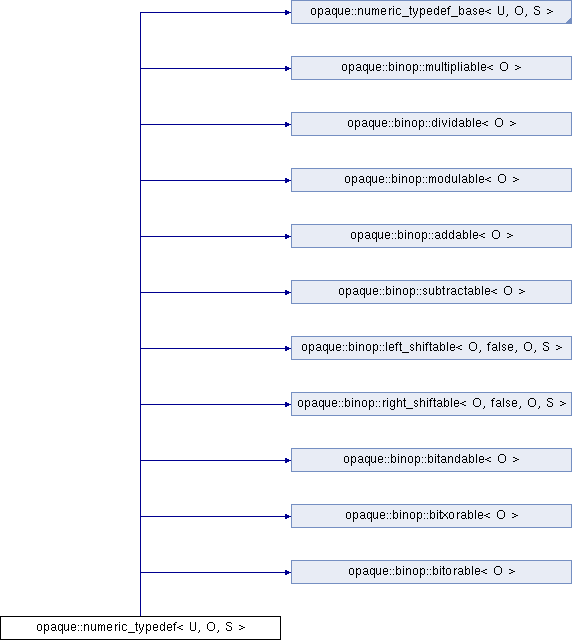 opaque::numeric_typedef_base< U, O, S >
opaque::binop::multipliable< O >
opaque::binop::dividable< O >
opaque::binop::modulable< O >
opaque::binop::addable< O >
opaque::binop::subtractable< O >
opaque::binop::left_shiftable< O, false, O, S >
opaque::binop::right_shiftable< O, false, O, S >
opaque::binop::bitandable< O >
opaque::binop::bitxorable< O >
opaque::binop::bitorable< O >
opaque::numeric_typedef< U, O, S >